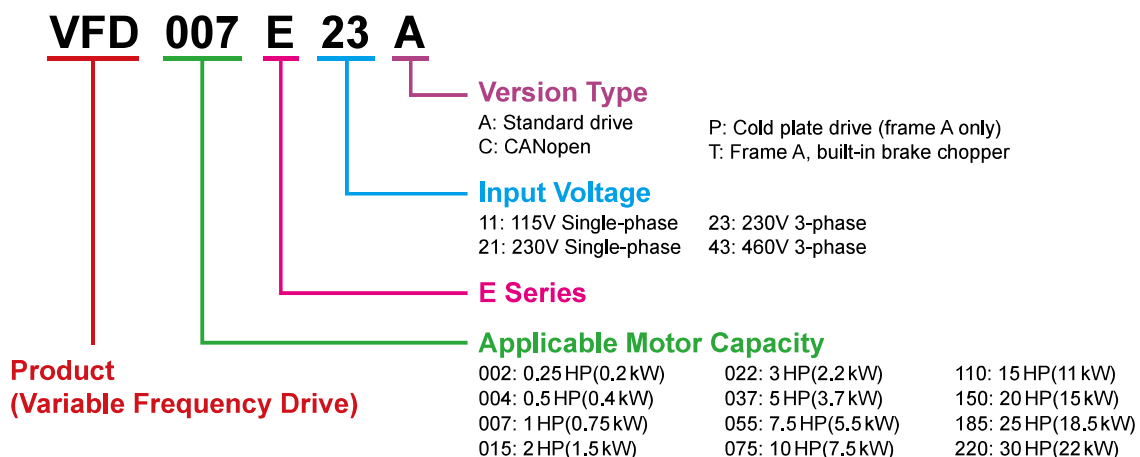 VFD 007 E 23 A
Version Type
A: Standard drive P: Cold plate drive (frame A only)
C: CANopen T: Frame A, built-in brake chopper
Input Voltage
11: 115V Single-phase 23: 230V 3-phase
21: 230V Single-phase 43: 460V 3-phase
E Series
Applicable Motor Capacity
002: 0.25 HP(0.2 kW) 022: 3 HP(2.2 kW) 110: 15 HP(11 kW)
004: 0.5 HP(0.4 kW) 037: 5 HP(3.7 kW) 150: 20 HP(15 kW)
007: 1 HP(0.75 kW) 055: 7.5 HP(5.5 kW) 185: 25 HP(18.5 kW)
015: 2 HP(1.5 kW) 075: 10 HP(7.5 kW) 220: 30 HP(22 kW)
Product
(Variable Frequency Drive)